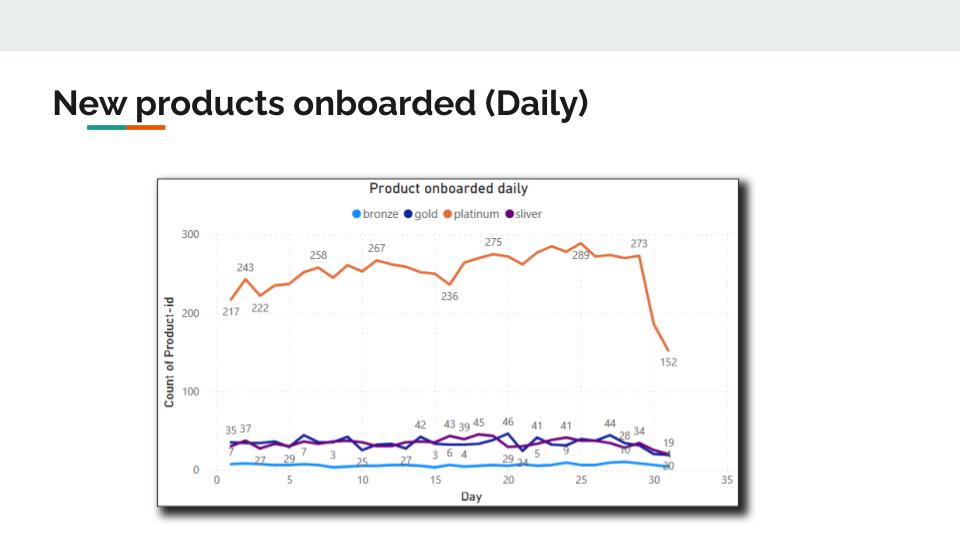 New products onboarded (Daily)
Product onboarded daily
bronze gold platinum sliver
Count of Product-id
300
200
100
0
217
243
222
258
267
236
275
289
273
152
35 37 42 43 39 45 46 41 41 44 28 34 19
7 27 29 7 3 25 27 3 6 4 29 24 5 9 10 4
20
0 5 10 15 20 25 30 35
Day